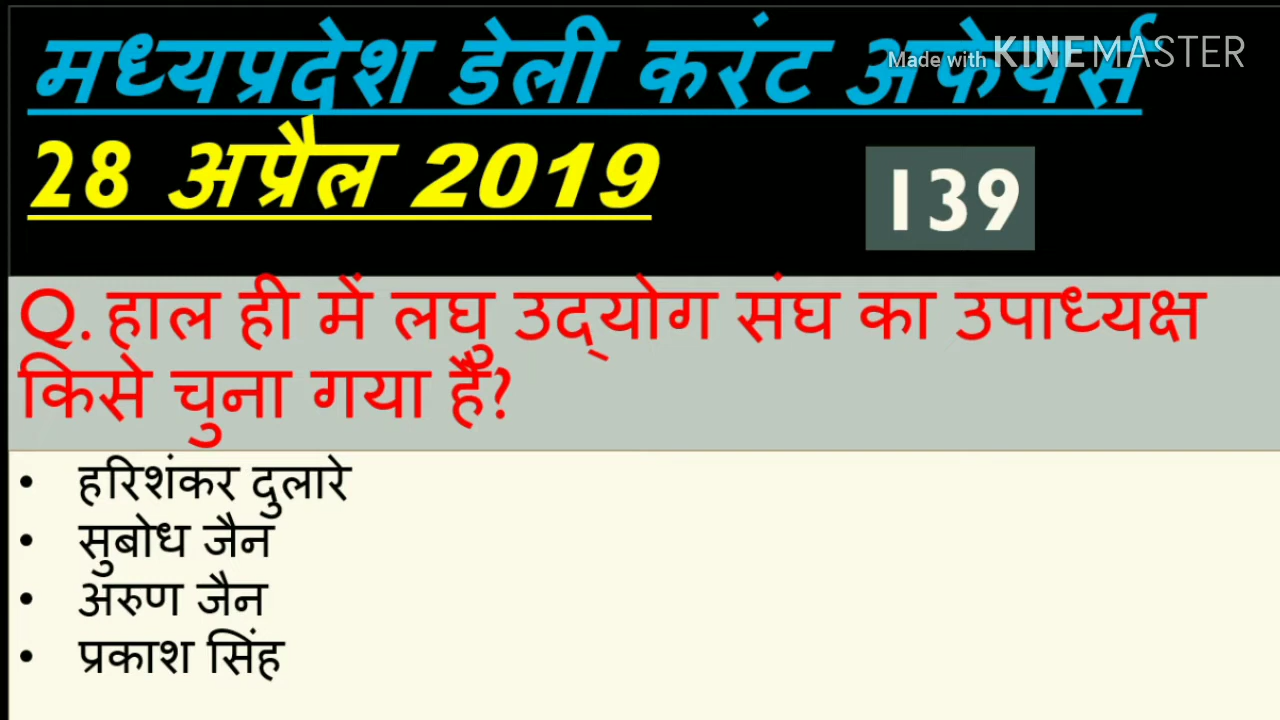 मध्यप्रदेश डेली करंट अफेयर्स
Made with KINEMASTER
28 अप्रैल 2019
139
Q. हाल ही में लघु उद्योग संघ का उपाध्यक्ष
किसे चुना गया हैं?
• हरिशंकर दुलारे
• सुबोध जैन
• अरुण जैन
• प्रकाश सिंह